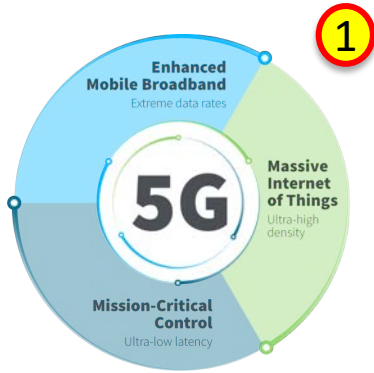 1
Enhanced
Mobile Broadband
Extreme data rates
5G
Massive
Internet
of Things
Ultra-high
density
Mission-Critical
Control
Ultra-low latency